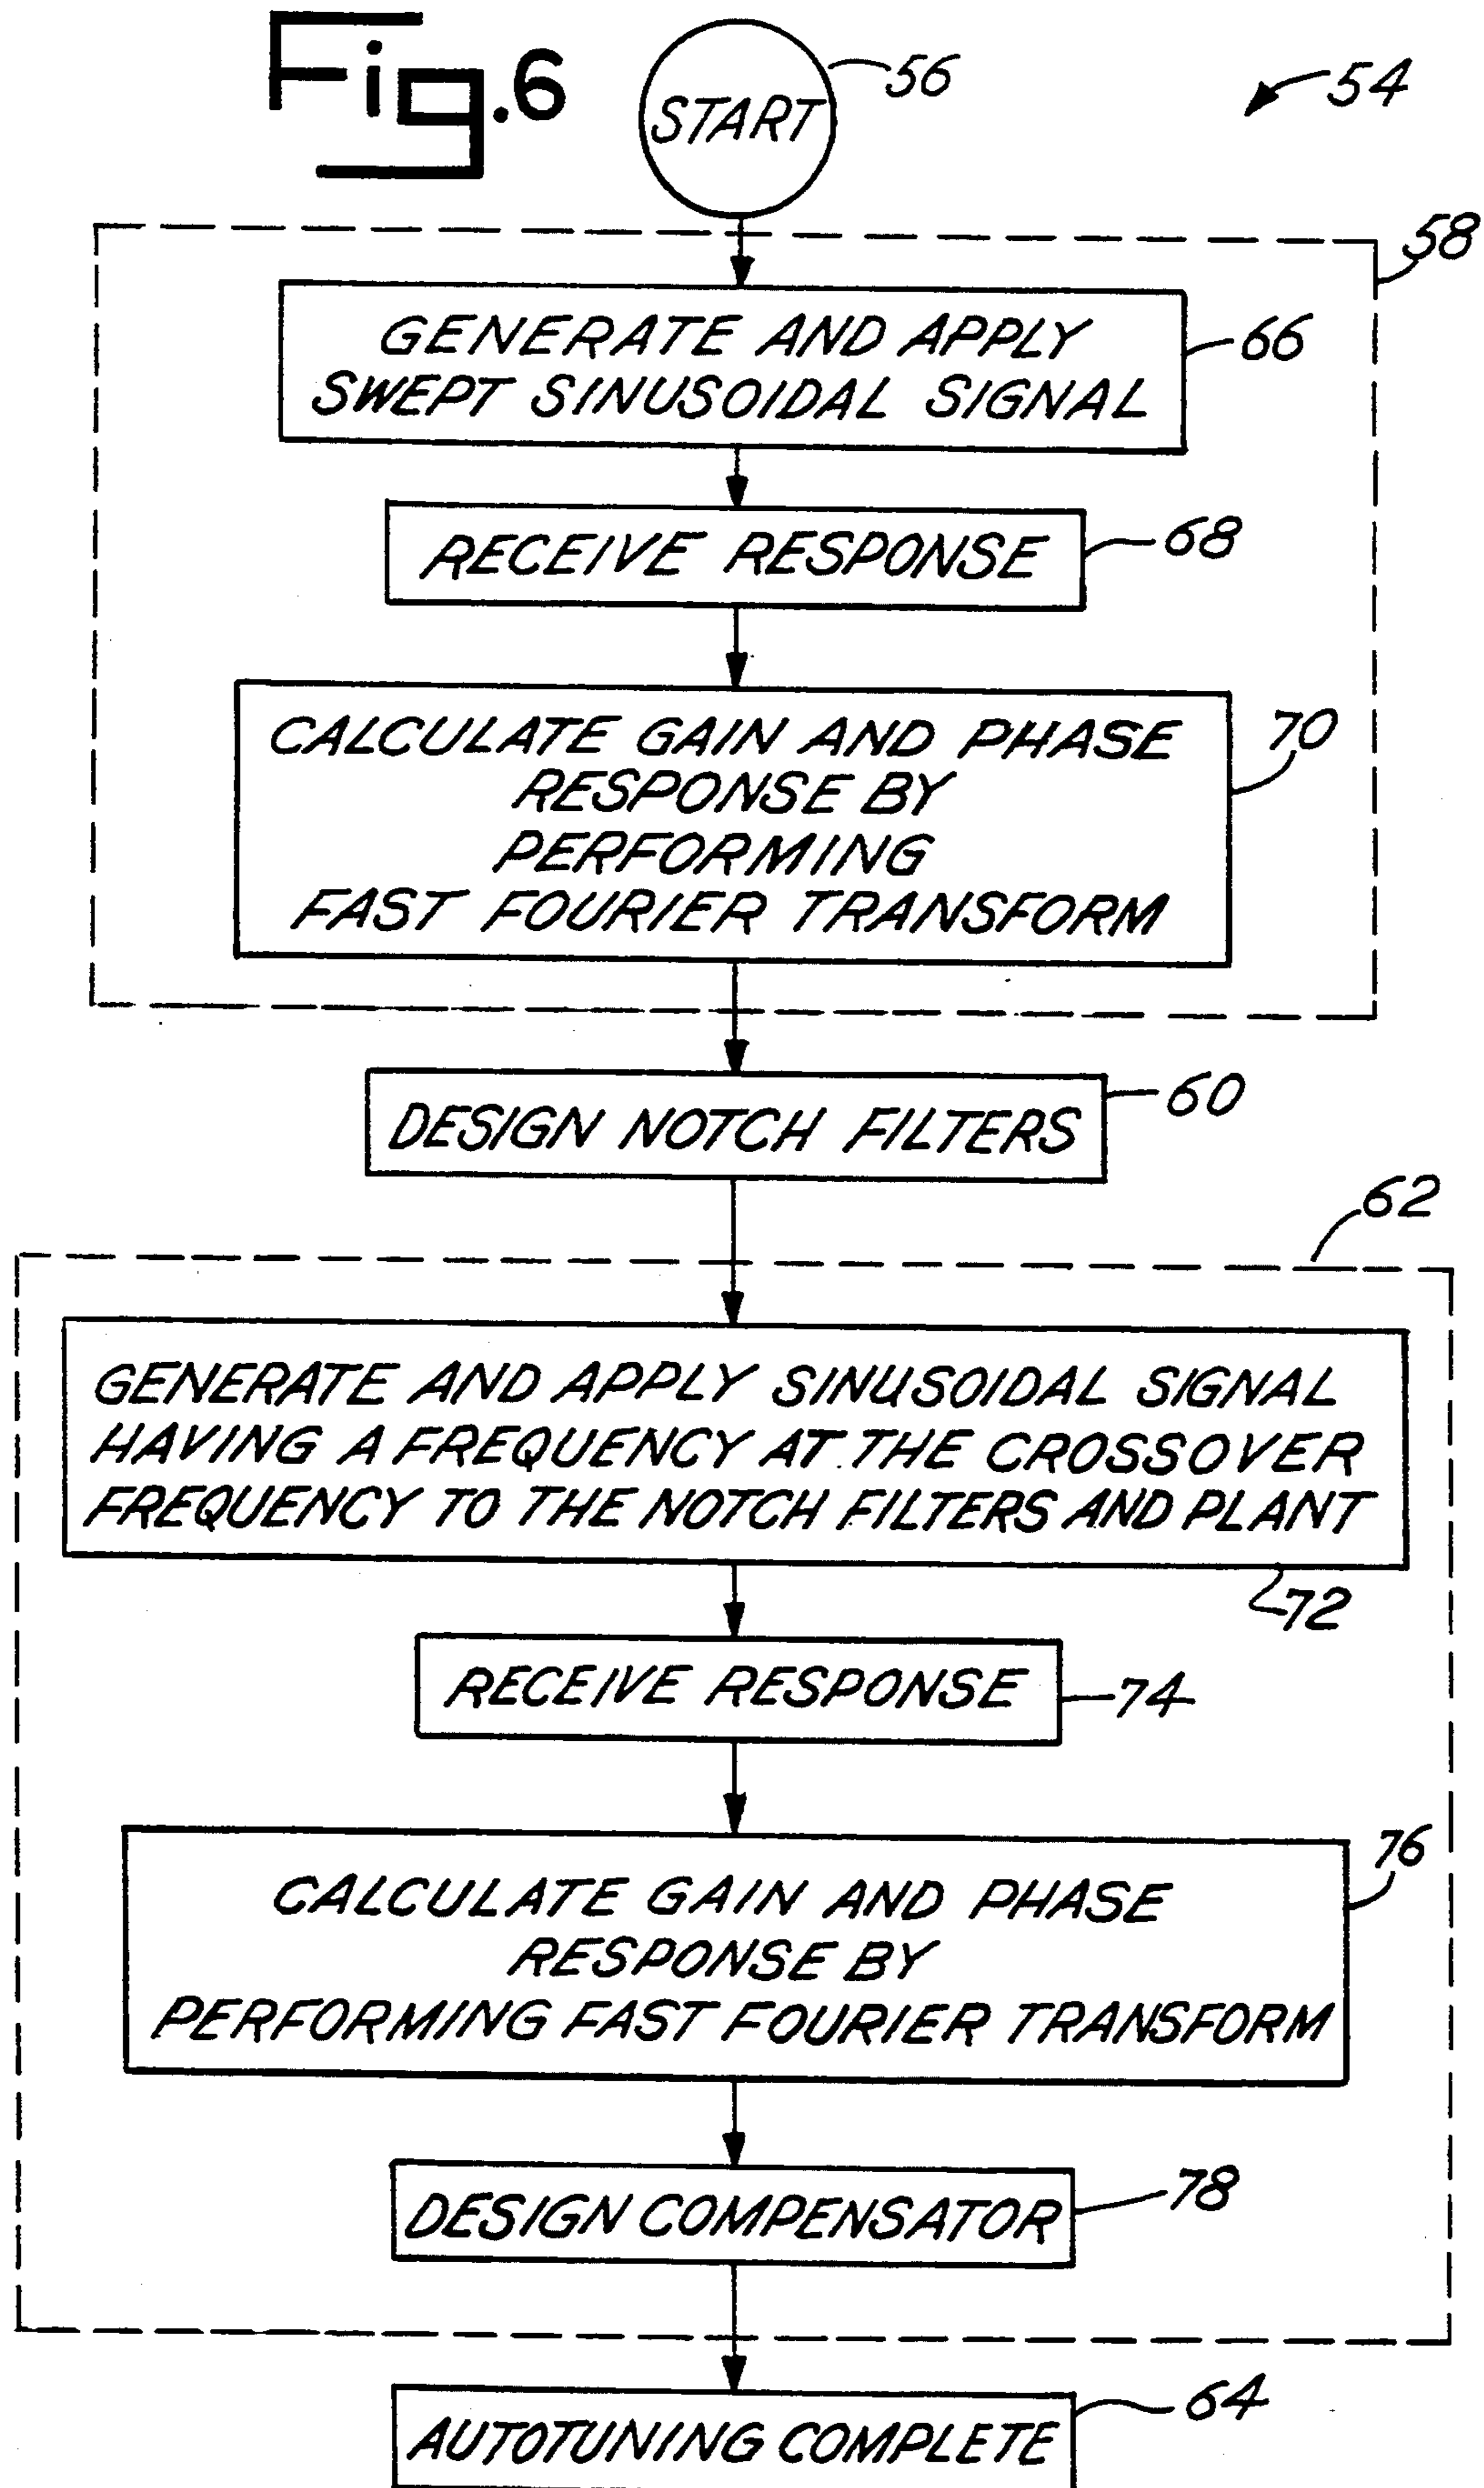 Fig.6
START
56
54
58
GENERATE AND APPLY
SWEPT SINUSOIDAL SIGNAL
66
RECEIVE RESPONSE
68
CALCULATE GAIN AND PHASE
RESPONSE BY
PERFORMING
FAST FOURIER TRANSFORM
70
DESIGN NOTCH FILTERS
60
62
GENERATE AND APPLY SINUSOIDAL SIGNAL
HAVING A FREQUENCY AT THE CROSSOVER
FREQUENCY TO THE NOTCH FILTERS AND PLANT
72
RECEIVE RESPONSE
74
76
CALCULATE GAIN AND PHASE
RESPONSE BY
PERFORMING FAST FOURIER TRANSFORM
DESIGN COMPENSATOR
78
AUTOTUNING COMPLETE
64